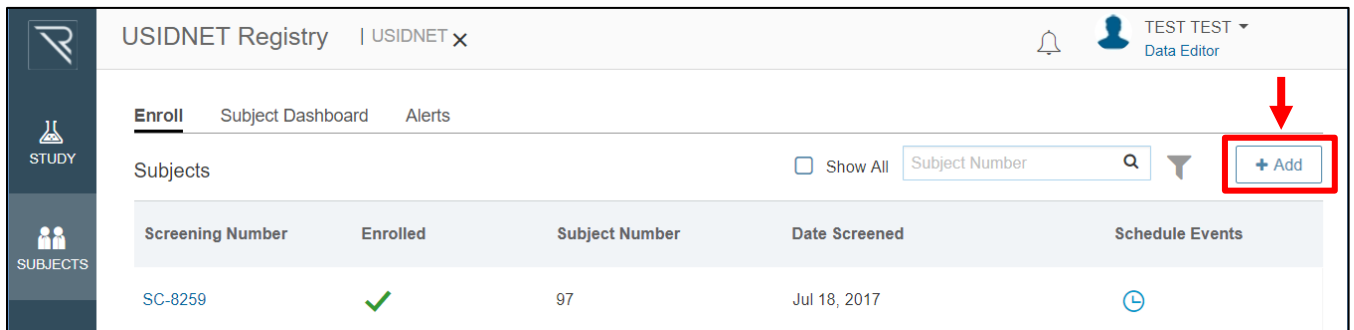 USIDNET Registry | USIDNET
TEST TEST
Data Editor
STUDY
SUBJECTS
Enroll Subject Dashboard Alerts
Subjects
Show All Subject Number + Add
Screening Number Enrolled Subject Number Date Screened Schedule Events
SC-8259 97 Jul 18, 2017